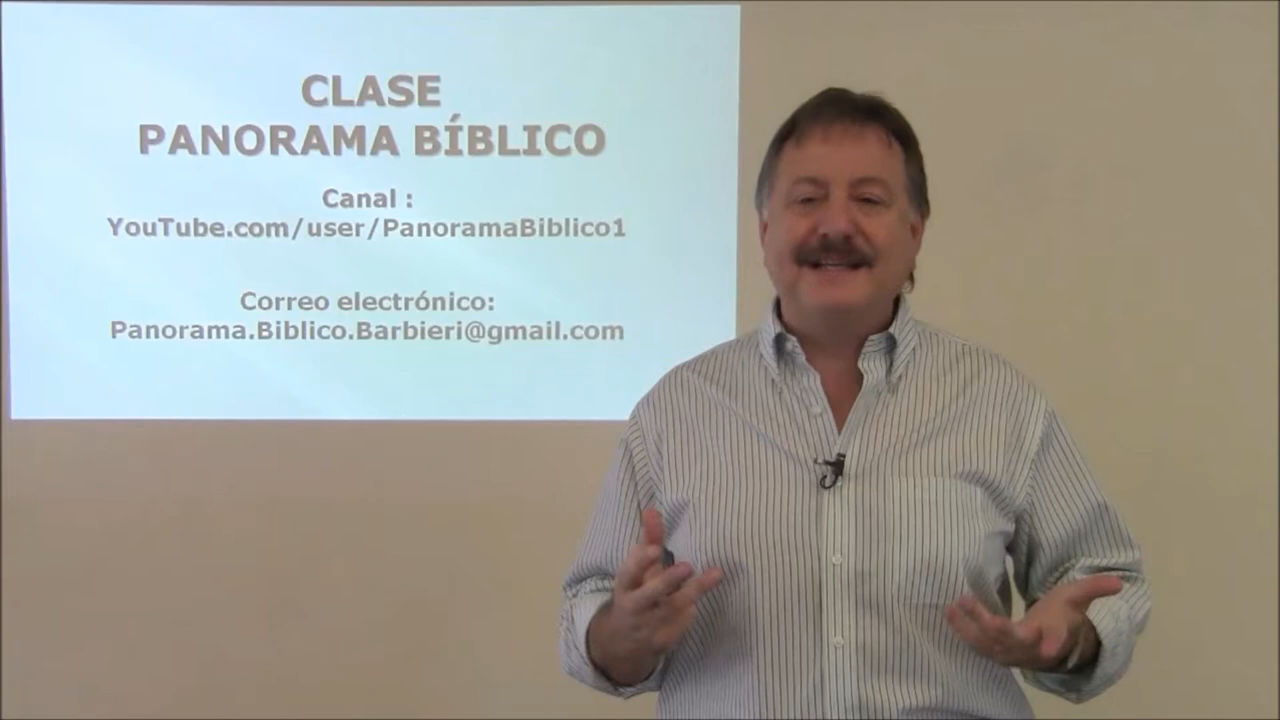 CLASE
PANORAMA BÍBLICO
Canal :
YouTube.com/user/PanoramaBiblico1
Correo electrónico:
Panorama.Biblico.Barbieri@gmail.com